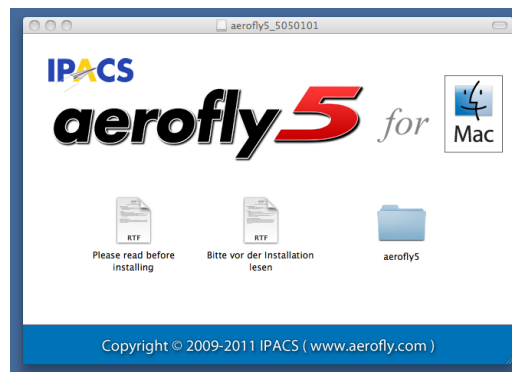 aerofly5_5050101
IPACS
aerofly5 for
Mac
RTF
RTF
Please read before
installing
Bitte vor der Installation
lesen
aerofly5
Copyright © 2009-2011 IPACS ( www.aerofly.com )